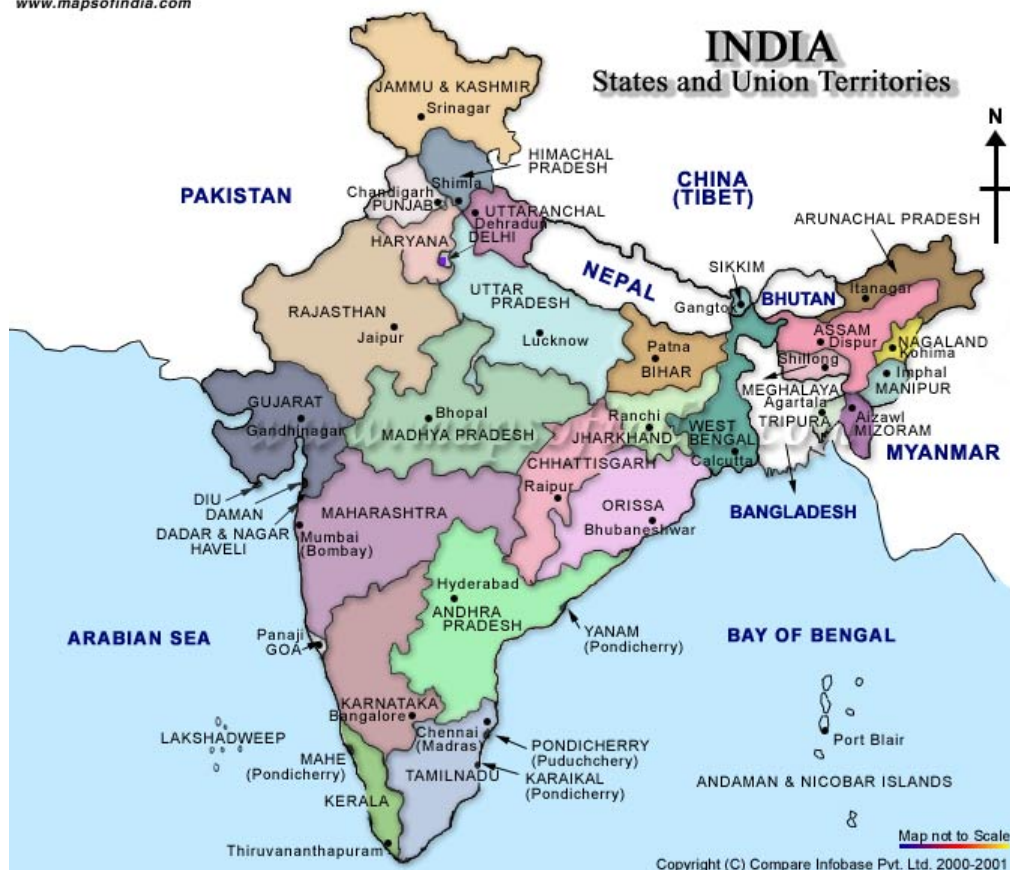 www.mapsofindia.com
INDIA
States and Union Territories
N
JAMMU & KASHMIR
Srinagar
HIMACHAL
PRADESH
Shimla
PAKISTAN
Chandigarh
PUNJAB
CHINA
(TIBET)
UTTARANCHAL
Dehradun
DELHI
HARYANA
ARUNACHAL PRADESH
Itanagar
SIKKIM
Gangtok
NEPAL
BHUTAN
RAJASTHAN
Jaipur
UTTAR
PRADESH
Lucknow
Patna
BIHAR
ASSAM
Dispur
NAGALAND
Kohima
Shillong
MEGHALAYA
Imphal
MANIPUR
Agartala
TRIPURA
Aizawl
MIZORAM
MYANMAR
GUJARAT
Gandhinagar
Bhopal
MADHYA PRADESH
Ranchi
JHARKHAND
WEST
BENGAL
Calcutta
CHHATTISGARH
Raipur
ORISSA
Bhubaneshwar
BANGLADESH
DIU
DAMAN
DADAR & NAGAR
HAVELI
MAHARASHTRA
Mumbai
(Bombay)
Hyderabad
ANDHRA
PRADESH
YANAM
(Pondicherry)
ARABIAN SEA
BAY OF BENGAL
Panaji
GOA
KARNATAKA
Bangalore
Chennai
(Madras)
PONDICHERRY
(Puduchchery)
KARAIKAL
(Pondicherry)
TAMILNADU
LAKSHADWEEP
MAHE
(Pondicherry)
KERALA
Thiruvananthapuram
Port Blair
ANDAMAN & NICOBAR ISLANDS
Map not to Scale
Copyright (C) Compare Infobase Pvt. Ltd. 2000-2001